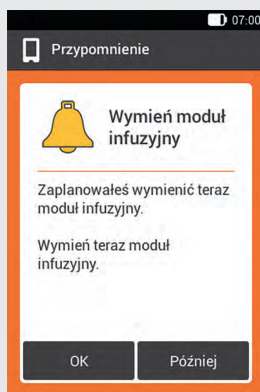 07:00
Przypomnienie
Wymień moduł
infuzyjny
Zaplanowałeś wymienić teraz
moduł infuzyjny.
Wymień teraz moduł
infuzyjny.
OK
Później